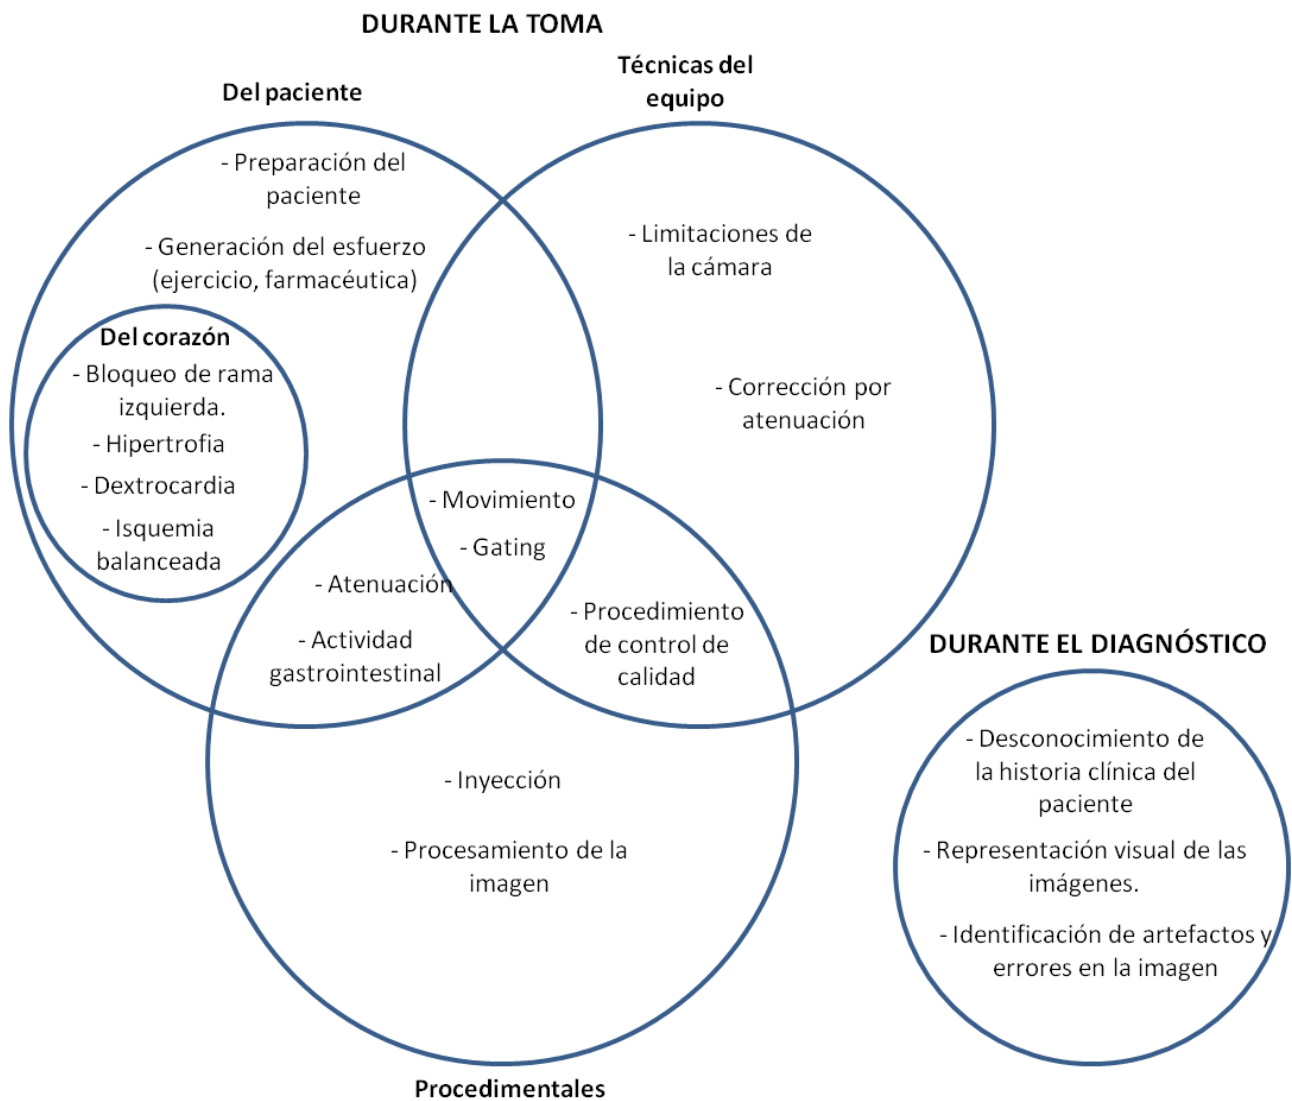 DURANTE LA TOMA
Técnicas del
equipo
Del paciente
- Preparación del
paciente
- Generación del esfuerzo
(ejercicio, farmacéutica)
Del corazón
- Bloqueo de rama
izquierda.
- Hipertrofia
- Dextrocardia
- Isquemia
balanceada
- Limitaciones de
la cámara
- Corrección por
atenuación
- Movimiento
- Gating
- Atenuación
- Actividad
gastrointestinal
- Procedimiento
de control de
calidad
- Inyección
- Procesamiento de la
imagen
Procedimentales
DURANTE EL DIAGNÓSTICO
- Desconocimiento de
la historia clínica del
paciente
- Representación visual de las
imágenes.
- Identificación de artefactos y
errores en la imagen